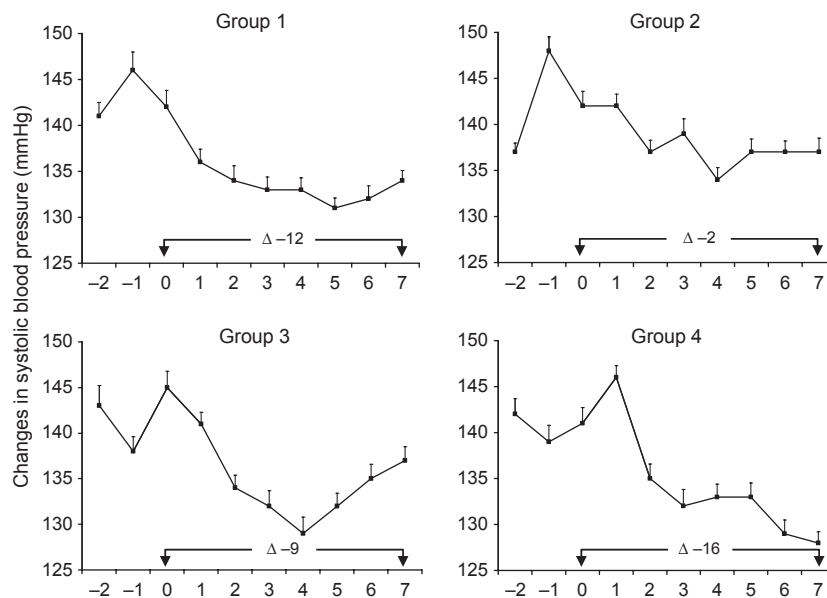 Changes in systolic blood pressure (mmHg)
Group 1
150
145
140
135
130
125
Δ –12
–2 –1 0 1 2 3 4 5 6 7
Group 2
150
145
140
135
130
125
Δ –2
–2 –1 0 1 2 3 4 5 6 7
Group 3
150
145
140
135
130
125
Δ –9
–2 –1 0 1 2 3 4 5 6 7
Group 4
150
145
140
135
130
125
Δ –16
–2 –1 0 1 2 3 4 5 6 7